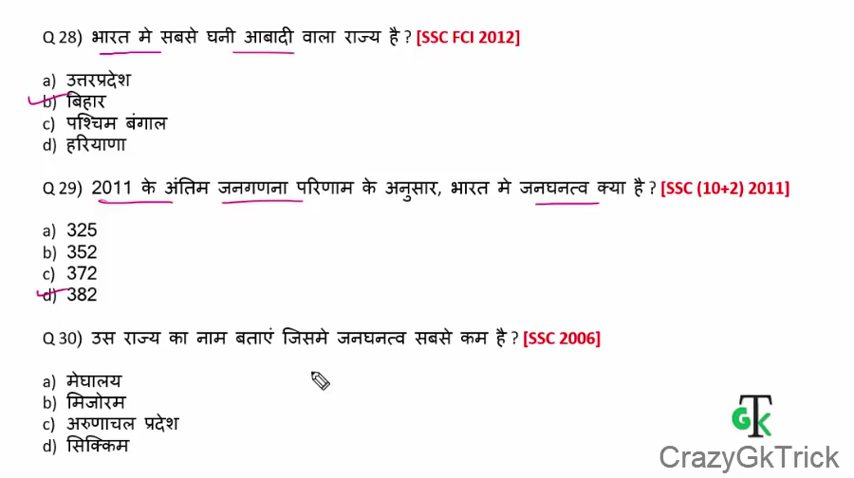 Q 28) भारत मे सबसे घनी आबादी वाला राज्य है ? [SSC FCI 2012]
a) उत्तरप्रदेश
b) बिहार
c) पश्चिम बंगाल
d) हरियाणा
Q 29) 2011 के अंतिम जनगणना परिणाम के अनुसार, भारत मे जनघनत्व क्या है ? [SSC (10+2) 2011]
a) 325
b) 352
c) 372
d) 382
Q 30) उस राज्य का नाम बताएं जिसमे जनघनत्व सबसे कम है ? [SSC 2006]
a) मेघालय
b) मिजोरम
c) अरुणाचल प्रदेश
d) सिक्किम
GTK
CrazyGkTrick